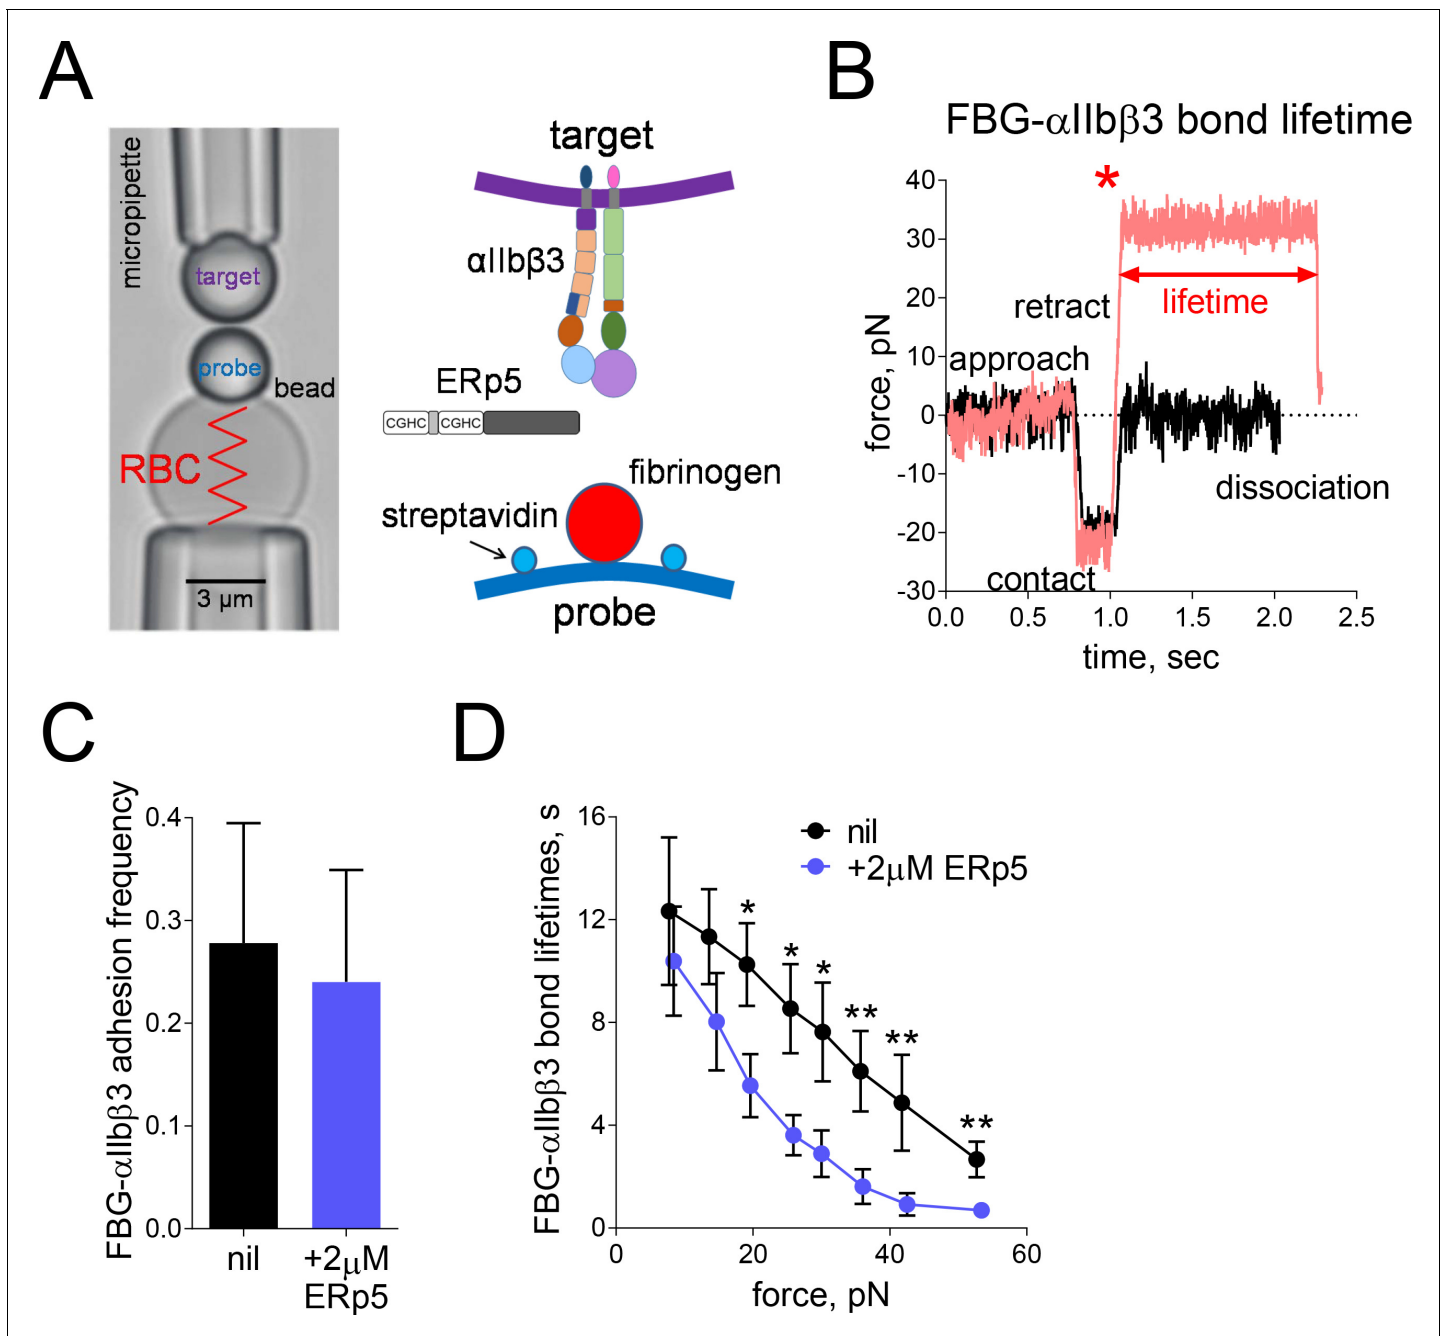 A
micropipette
target
probe
bead
RBC
3 μm
target
αIIbβ3
ERp5
CGHC CGHC
fibrinogen
streptavidin
probe
B
FBG-αIIbβ3 bond lifetime
*
force, pN
40
30
20
10
0
-10
-20
-30
retract
lifetime
approach
dissociation
contact
0.0 0.5 1.0 1.5 2.0 2.5
time, sec
C
FBG-αIIbβ3 adhesion frequency
0.4
0.3
0.2
0.1
0.0
nil
+2μM
ERp5
D
FBG-αIIbβ3 bond lifetimes, s
16
12
8
4
0
nil
+2μM ERp5
*
*
*
**
**
**
0 20 40 60
force, pN